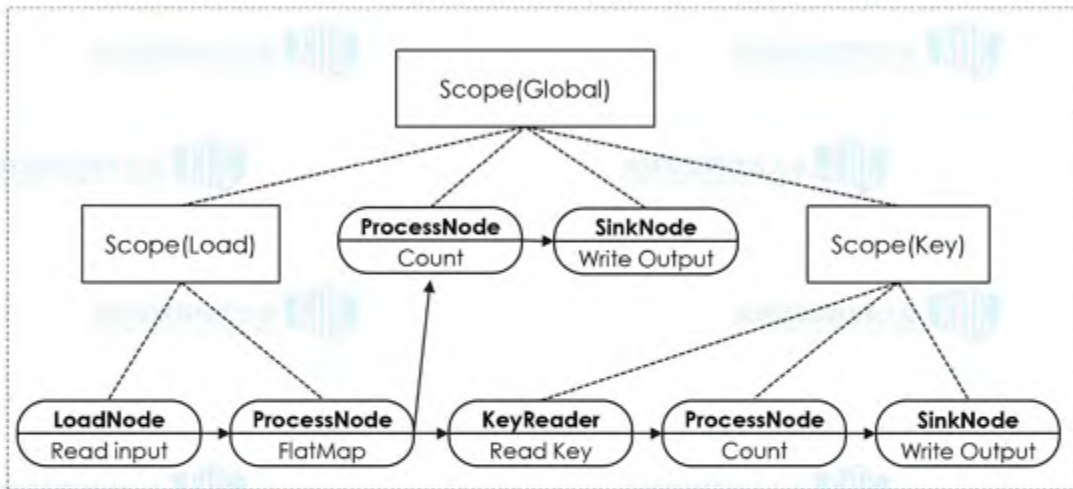 Scope(Global)
Scope(Load)
ProcessNode
Count
SinkNode
Write Output
Scope(Key)
LoadNode
Read input
ProcessNode
FlatMap
KeyReader
Read Key
ProcessNode
Count
SinkNode
Write Output